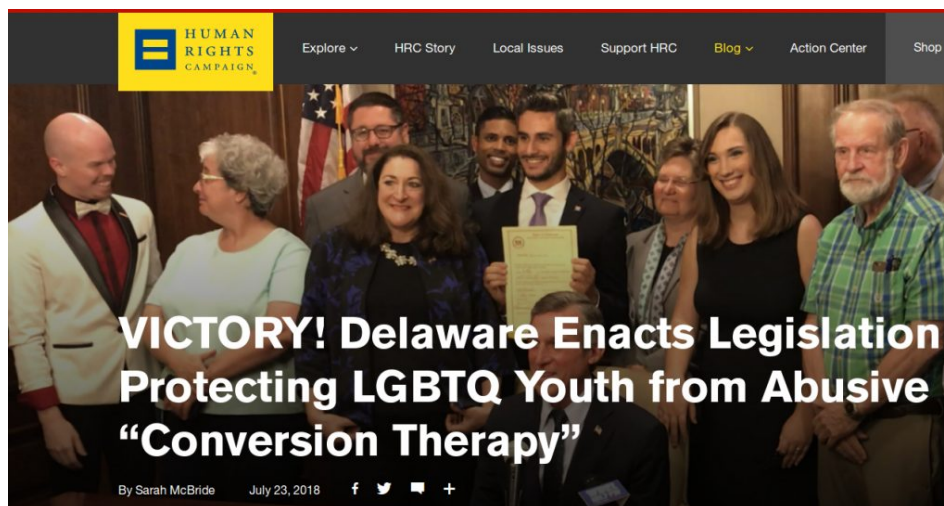 HUMAN
RIGHTS
CAMPAIGN
Explore
HRC Story
Local Issues
Support HRC
Blog
Action Center
Shop
VICTORY! Delaware Enacts Legislation
Protecting LGBTQ Youth from Abusive
“Conversion Therapy”
By Sarah McBride
July 23, 2018